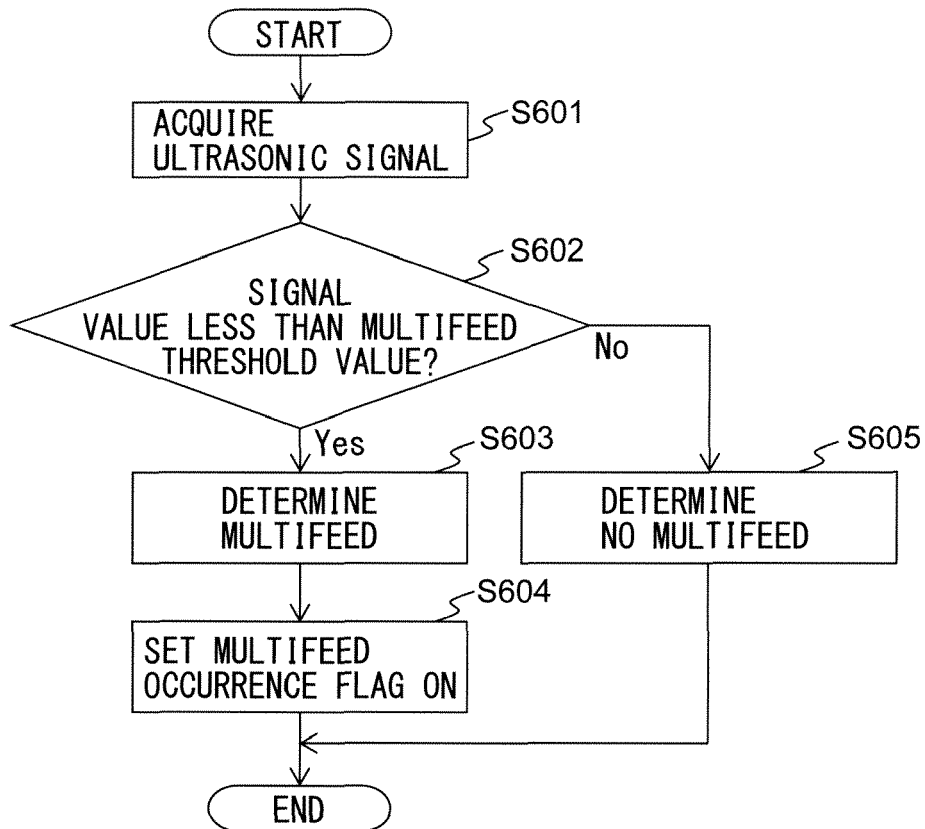 START
ACQUIRE
ULTRASONIC SIGNAL
S601
S602
SIGNAL
VALUE LESS THAN MULTIFEED
THRESHOLD VALUE?
No
Yes
S603
DETERMINE
MULTIFEED
S605
DETERMINE
NO MULTIFEED
S604
SET MULTIFEED
OCCURRENCE FLAG ON
END